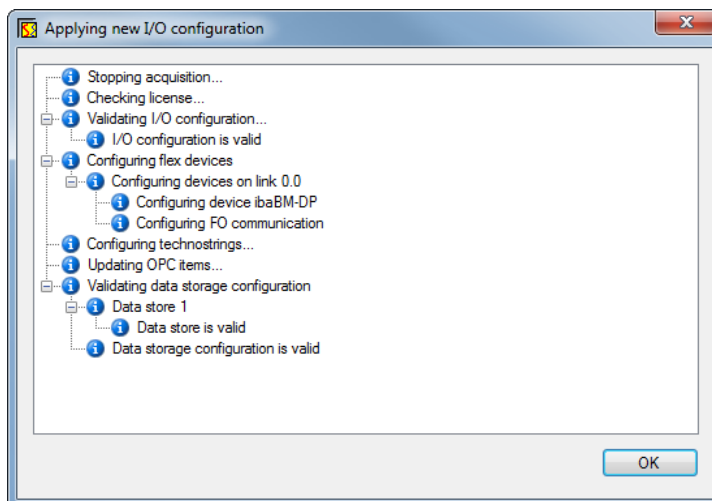 Applying new I/O configuration
Stopping acquisition...
Checking license...
Validating I/O configuration...
I/O configuration is valid
Configuring flex devices
Configuring devices on link 0.0
Configuring device ibaBM-DP
Configuring FO communication
Configuring technostrings...
Updating OPC items...
Validating data storage configuration
Data store 1
Data store is valid
Data storage configuration is valid
OK